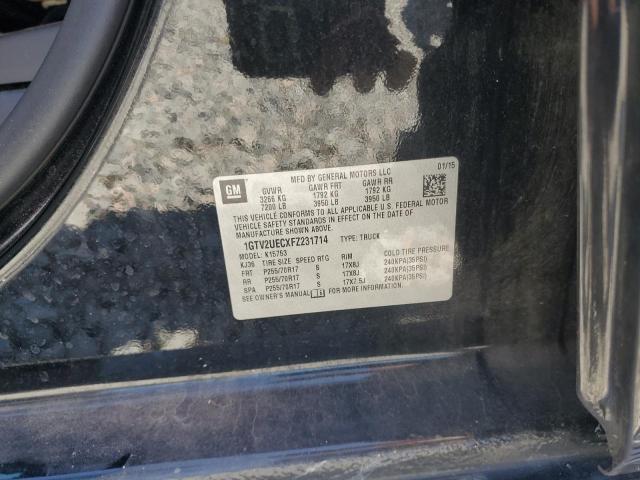 MFD BY GENERAL MOTORS LLC
01/15
GM
GVWR GAWR FRT GAWR RR
3266 KG 1792 KG 1792 KG
7200 LB 3950 LB 3950 LB
THIS VEHICLE CONFORMS TO ALL APPLICABLE U.S. FEDERAL MOTOR
VEHICLE SAFETY STANDARDS IN EFFECT ON THE DATE OF
MANUFACTURE SHOWN ABOVE.
1GTV2UECXFZ231714 TYPE: TRUCK
MODEL: K15753
KJ36 TIRE SIZE SPEED RTG RIM COLD TIRE PRESSURE
FRT P255/70R17 S 17X8J 240KPA(35PSI)
RR P255/70R17 S 17X8J 240KPA(35PSI)
SPA P255/70R17 S 17X7.5J 240KPA(35PSI)
SEE OWNER'S MANUAL FOR MORE INFORMATION.